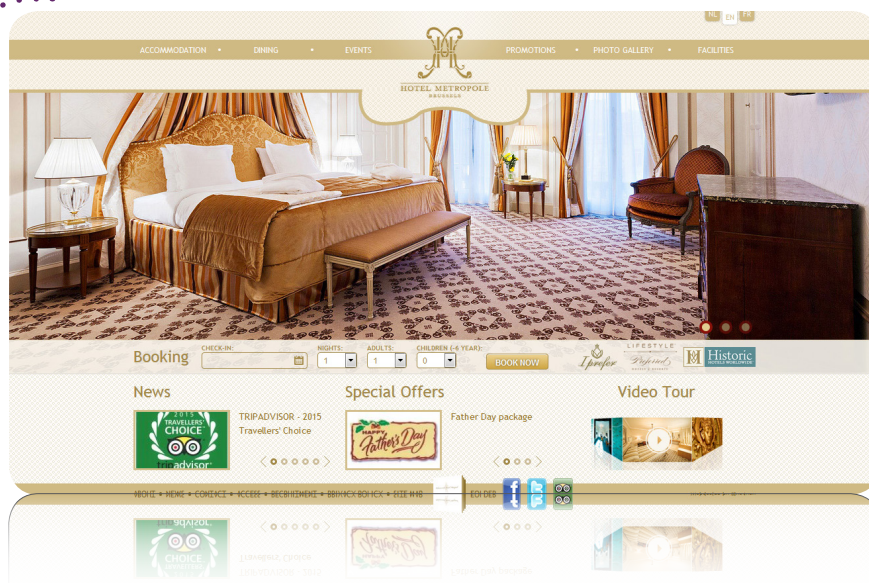 NL EN FR
ACCOMMODATION • DINING • EVENTS
PROMOTIONS • PHOTO GALLERY • FACILITIES
HOTEL METROPOLE
BRUSSELS
Booking
CHECK-IN:
NIGHTS:
1
ADULTS:
1
CHILDREN (-6 YEAR):
0
BOOK NOW
I prefer
LIFESTYLE
Preferred
Historic
HOTELS WORLDWIDE
News
Special Offers
Video Tour
2015
TRAVELLERS'
CHOICE
tripadvisor
TRIPADVISOR - 2015
Travellers' Choice
HAPPY
Father's Day
Father Day package